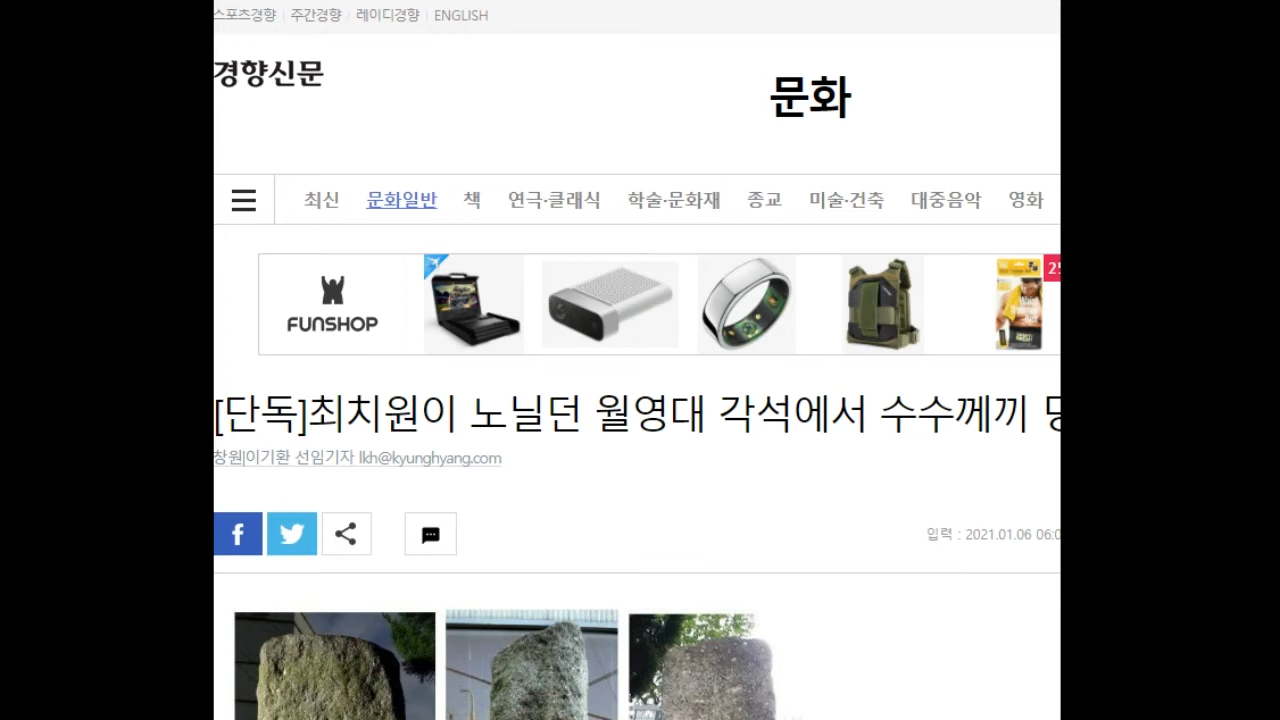 스포츠경향 주간경향 레이디경향 ENGLISH
경향신문
문화
최신 문화일반 책 연극·클래식 학술·문화재 종교 미술·건축 대중음악 영화
FUNSHOP
[단독]최치원이 노닐던 월영대 각석에서 수수께끼
창원|이기환 선임기자 lkh@kyunghyang.com
입력 : 2021.01.06 06:0